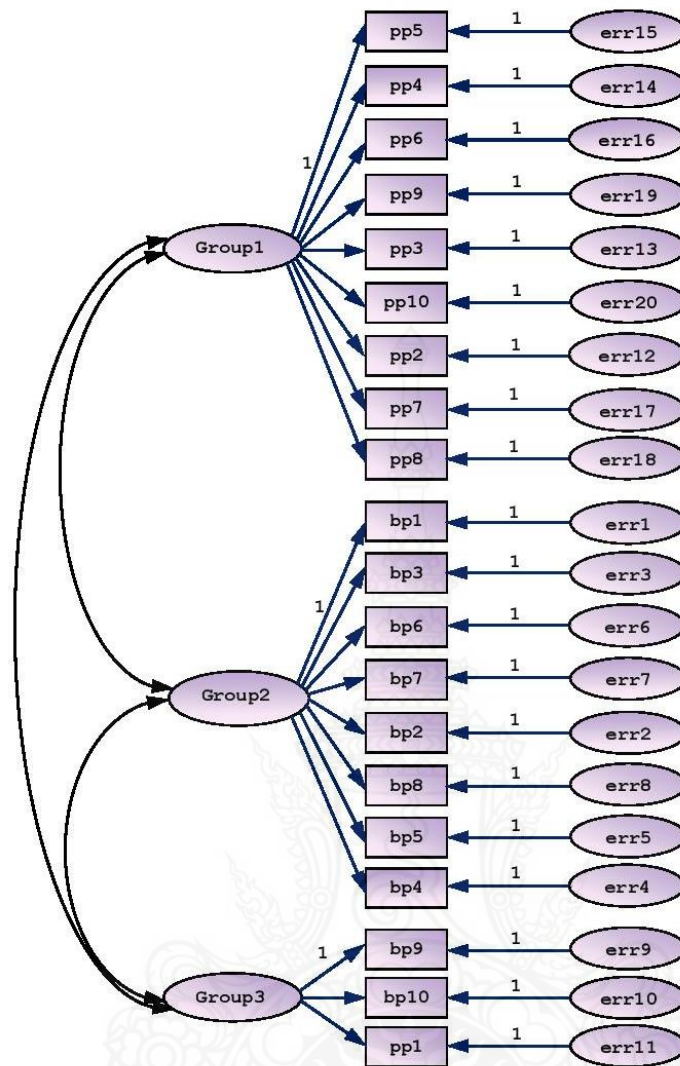 pp5 1 err15
pp4 1 err14
pp6 1 err16
1
pp9 1 err19
Group1 pp3 1 err13
pp10 1 err20
pp2 1 err12
pp7 1 err17
pp8 1 err18
bp1 1 err1
bp3 1 err3
1
bp6 1 err6
Group2 bp7 1 err7
bp2 1 err2
bp8 1 err8
bp5 1 err5
bp4 1 err4
1 bp9 1 err9
Group3 bp10 1 err10
pp1 1 err11